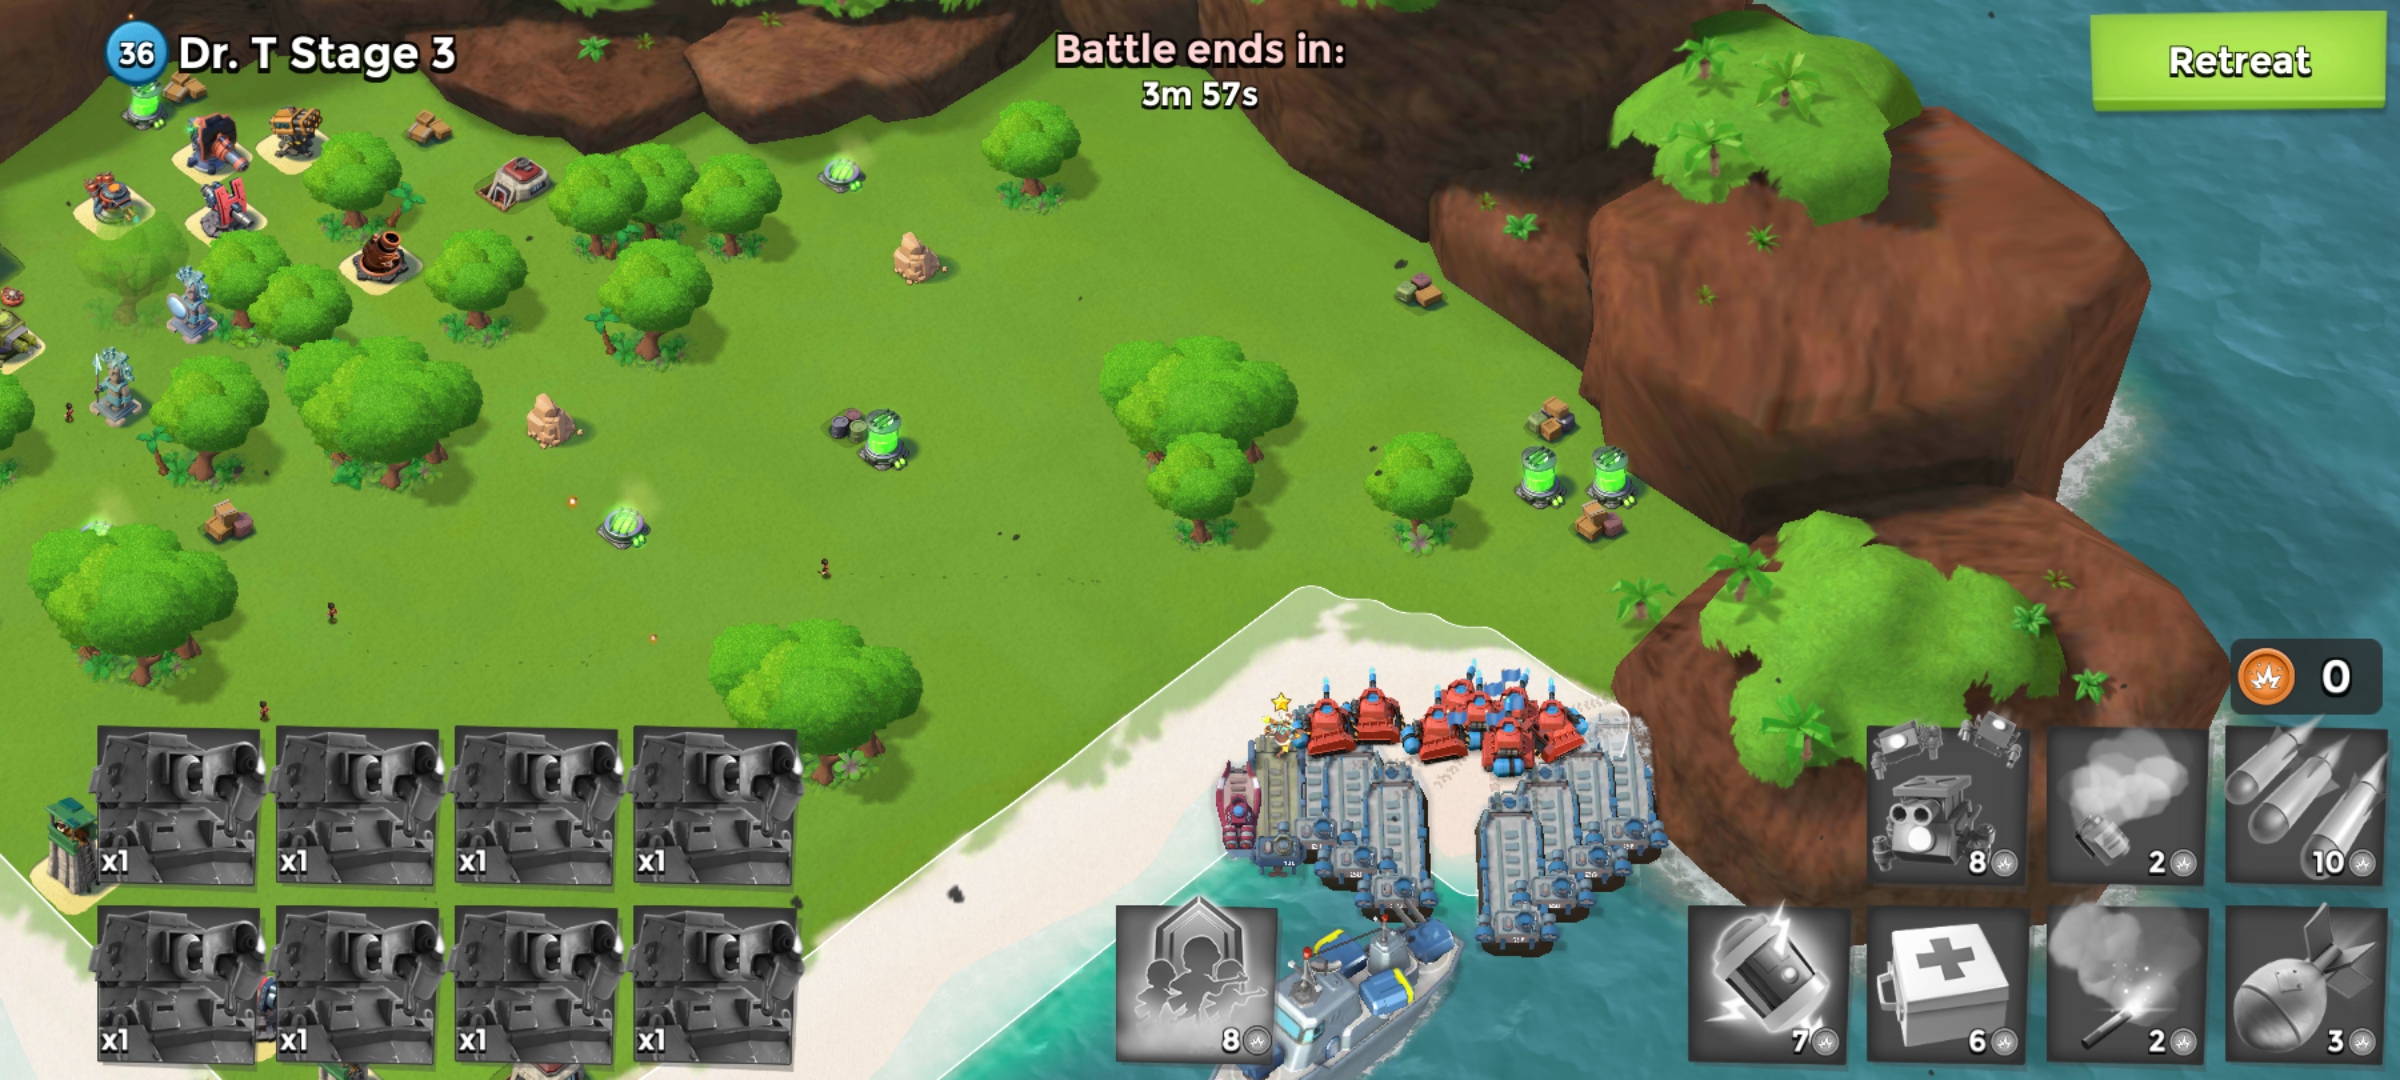 36 Dr. T Stage 3
Battle ends in:
3m 57s
Retreat
0
x1 x1 x1 x1
8 2 10
x1 x1 x1 x1
8 7 6 2 3